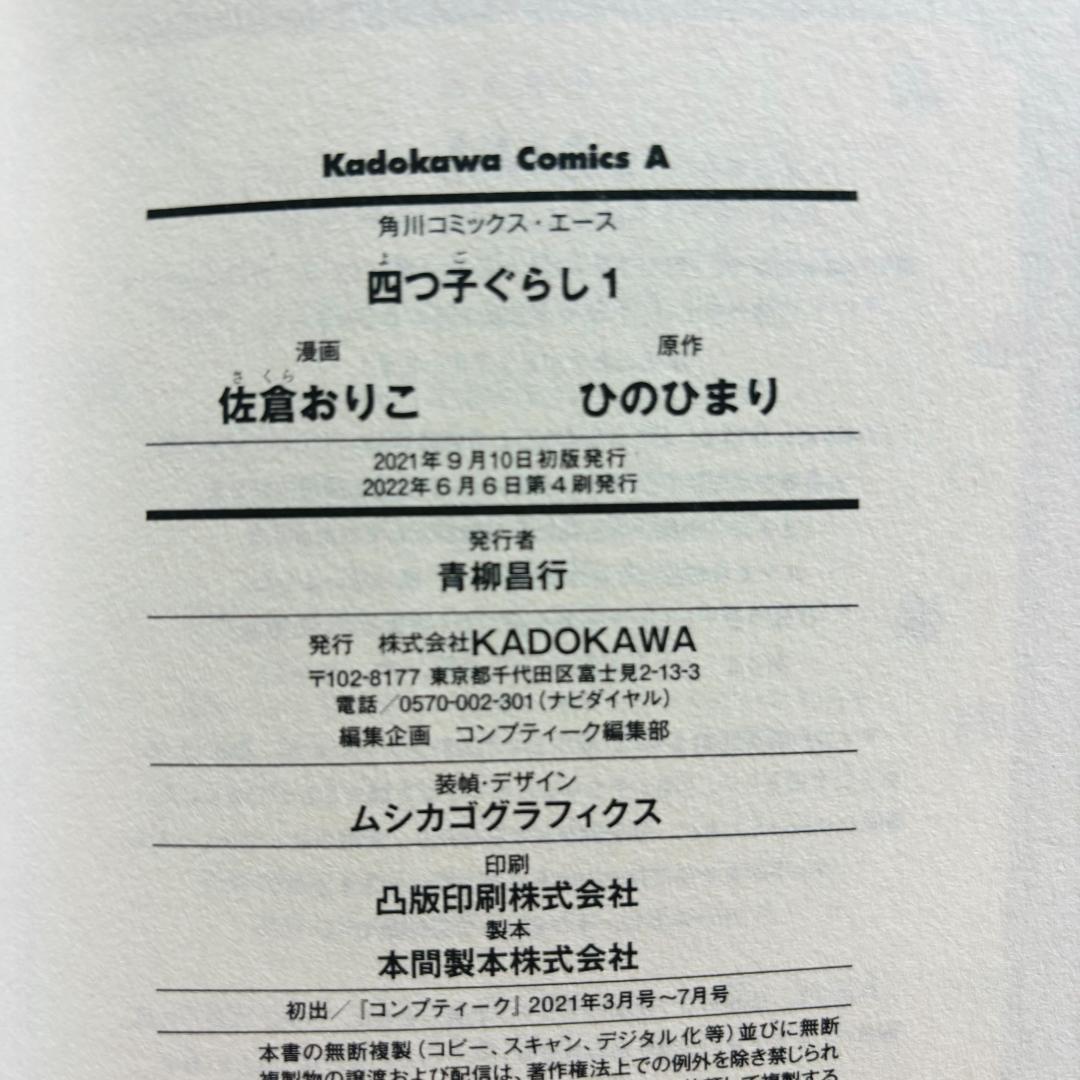 Kadokawa Comics A
角川コミックス・エース
よ ご
四つ子ぐらし 1
漫画 原作
さくら
佐倉おりこ ひのひまり
2021年9月10日初版発行
2022年6月6日第4刷発行
発行者
青柳昌行
発行 株式会社KADOKAWA
〒102-8177 東京都千代田区富士見2-13-3
電話／0570-002-301（ナビダイヤル）
編集企画 コンプティーク編集部
装幀・デザイン
ムシカゴグラフィクス
印刷
凸版印刷株式会社
製本
本間製本株式会社
初出／『コンプティーク』2021年3月号〜7月号
本書の無断複製（コピー、スキャン、デジタル化等）並びに無断
複製物の譲渡および配信は、著作権法上での例外を除き禁じられ
して複製する